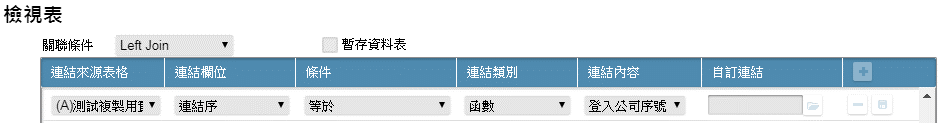 檢視表
關聯條件 Left Join 暫存資料表
連結來源表格 連結欄位 條件 連結類別 連結內容 自訂連結
(A)測試複製用 連結序 等於 函數 登入公司序號